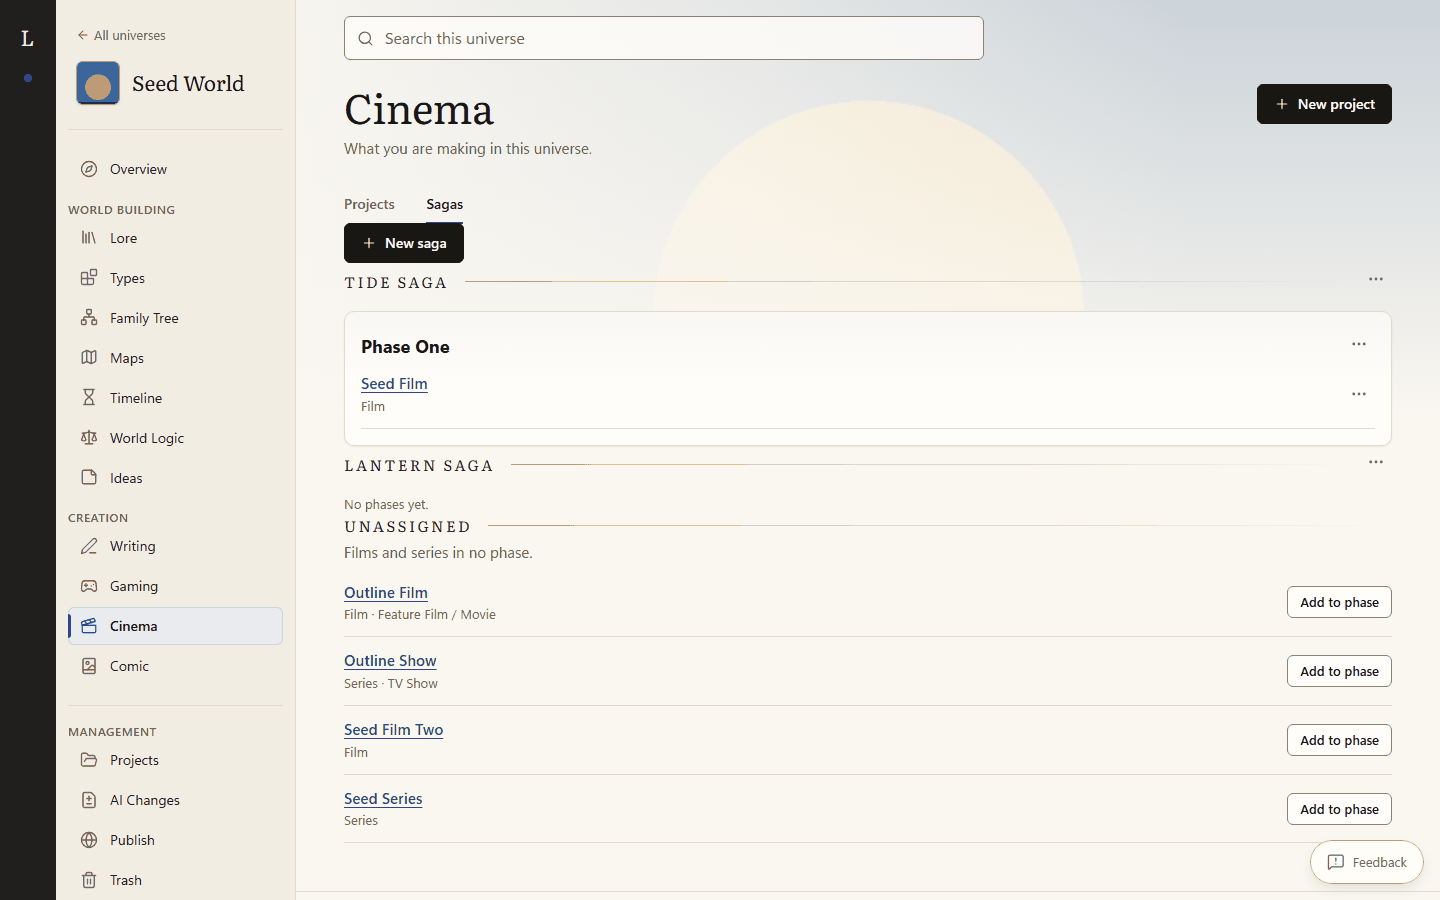 L
All universes
Seed World
Overview
WORLD BUILDING
Lore
Types
Family Tree
Maps
Timeline
World Logic
Ideas
CREATION
Writing
Gaming
Cinema
Comic
MANAGEMENT
Projects
AI Changes
Publish
Trash
Search this universe
Cinema
New project
What you are making in this universe.
Projects Sagas
New saga
TIDE SAGA
Phase One
Seed Film
Film
LANTERN SAGA
No phases yet.
UNASSIGNED
Films and series in no phase.
Outline Film
Film · Feature Film / Movie
Add to phase
Outline Show
Series · TV Show
Add to phase
Seed Film Two
Film
Add to phase
Seed Series
Series
Add to phase
Feedback